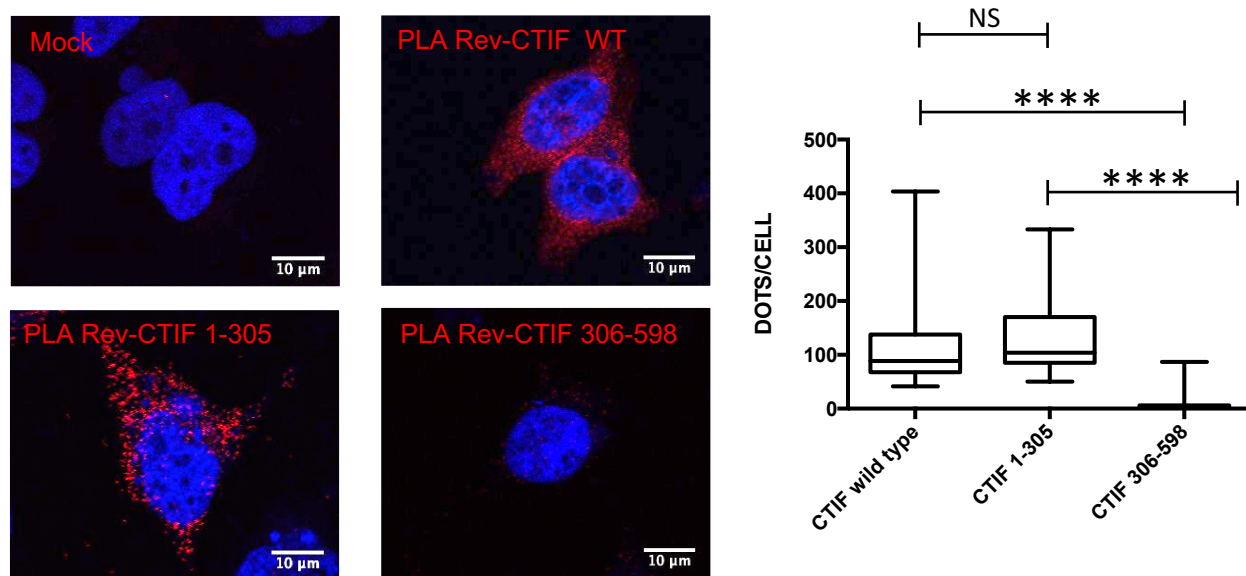 Mock
10 µm
PLA Rev-CTIF WT
10 µm
PLA Rev-CTIF 1-305
10 µm
PLA Rev-CTIF 306-598
10 µm
NS
****
****
DOTS/CELL
500
400
300
200
100
0
CTIF wild type
CTIF 1-305
CTIF 306-598